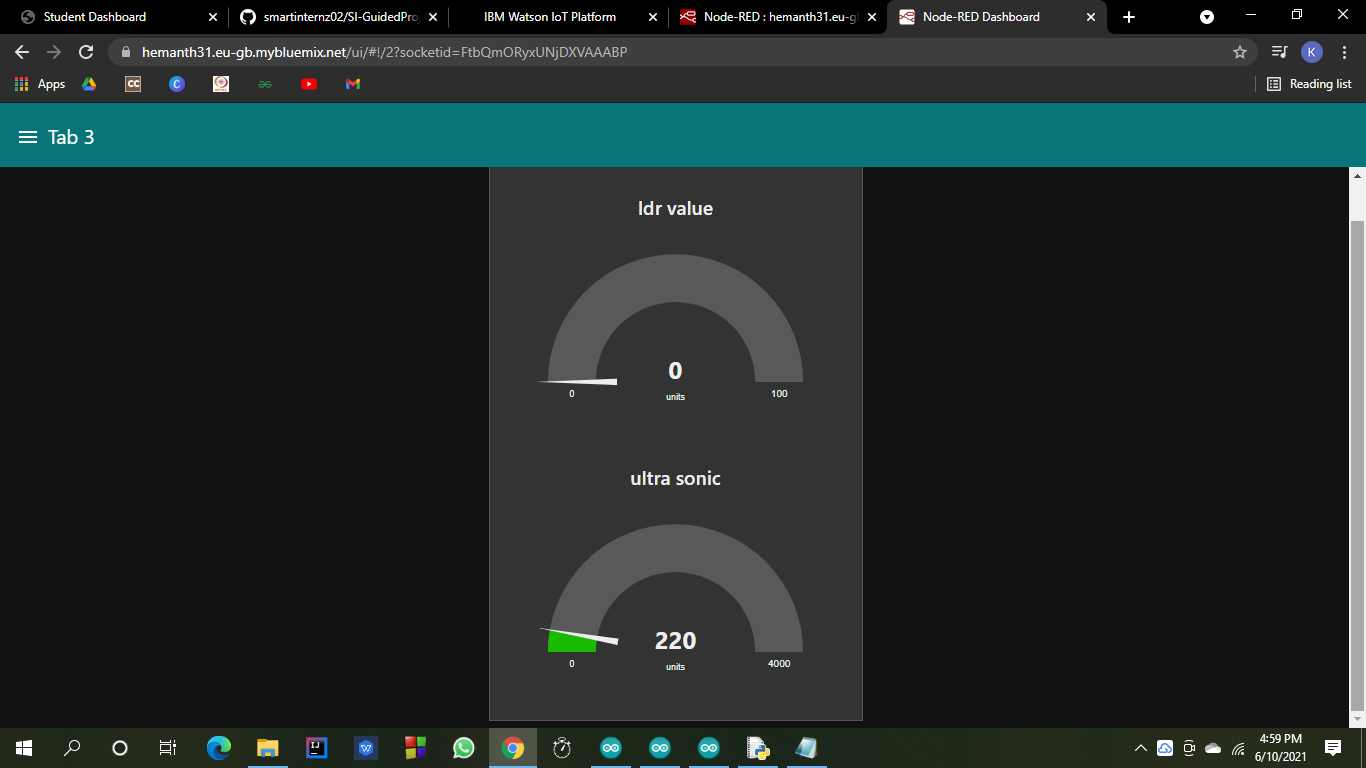 Student Dashboard
smartinternz02/SI-GuidedPro
IBM Watson IoT Platform
Node-RED : hemanth31.eu-g
Node-RED Dashboard
hemanth31.eu-gb.mybluemix.net/ui/#!/2?socketid=FtbQmORyxUNjDXVAAABP
K
Apps
CC
C
Reading list
Tab 3
ldr value
0
units
0
100
ultra sonic
220
units
0
4000
IJ
W
4:59 PM
6/10/2021